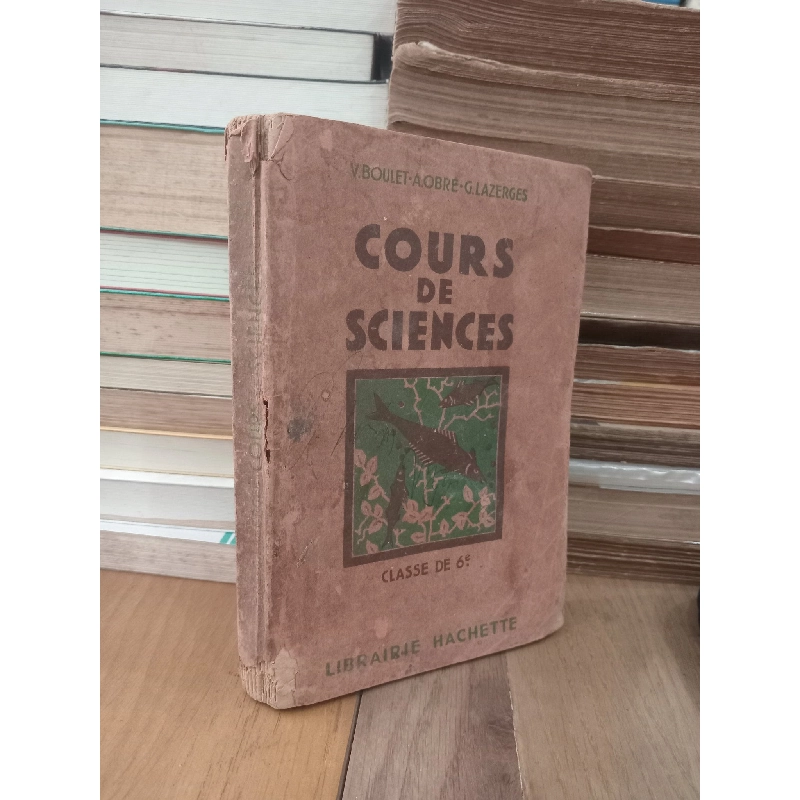 V.BOULET·A.OBRÉ·G.LAZERGES
COURS
DE
SCIENCES
CLASSE DE 6e
LIBRAIRIE HACHETTE